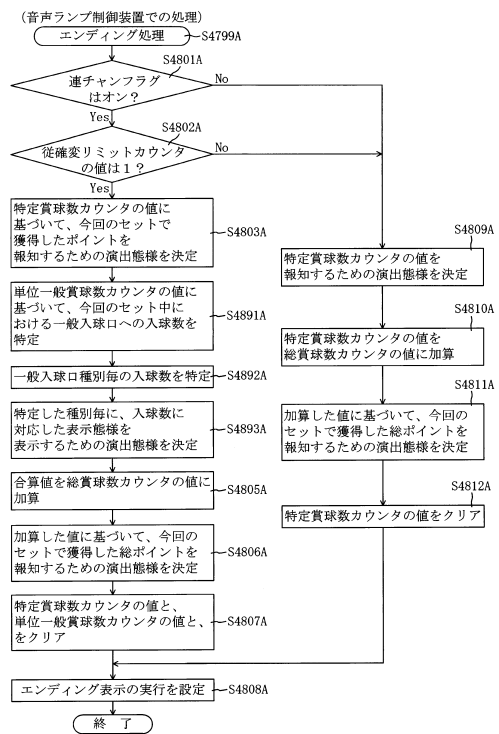 (音声ランプ制御装置での処理)
エンディング処理
S4799A
S4801A
連チャンフラグ
はオン?
No
Yes
S4802A
従確変リミットカウンタ
の値は1?
No
Yes
特定賞球数カウンタの値に
基づいて、今回のセットで
獲得したポイントを
報知するための演出態様を決定
S4803A
単位一般賞球数カウンタの値に
基づいて、今回のセット中に
おける一般入球口への入球数を
特定
S4891A
一般入球口種別毎の入球数を特定
S4892A
特定した種別毎に、入球数に
対応した表示態様を
表示するための演出態様を決定
S4893A
合算値を総賞球数カウンタの値に
加算
S4805A
加算した値に基づいて、今回の
セットで獲得した総ポイントを
報知するための演出態様を決定
S4806A
特定賞球数カウンタの値と、
単位一般賞球数カウンタの値と、
をクリア
S4807A
S4809A
特定賞球数カウンタの値を
報知するための演出態様を決定
S4810A
特定賞球数カウンタの値を
総賞球数カウンタの値に加算
S4811A
加算した値に基づいて、今回の
セットで獲得した総ポイントを
報知するための演出態様を決定
S4812A
特定賞球数カウンタの値をクリア
エンディング表示の実行を設定
S4808A
終 了